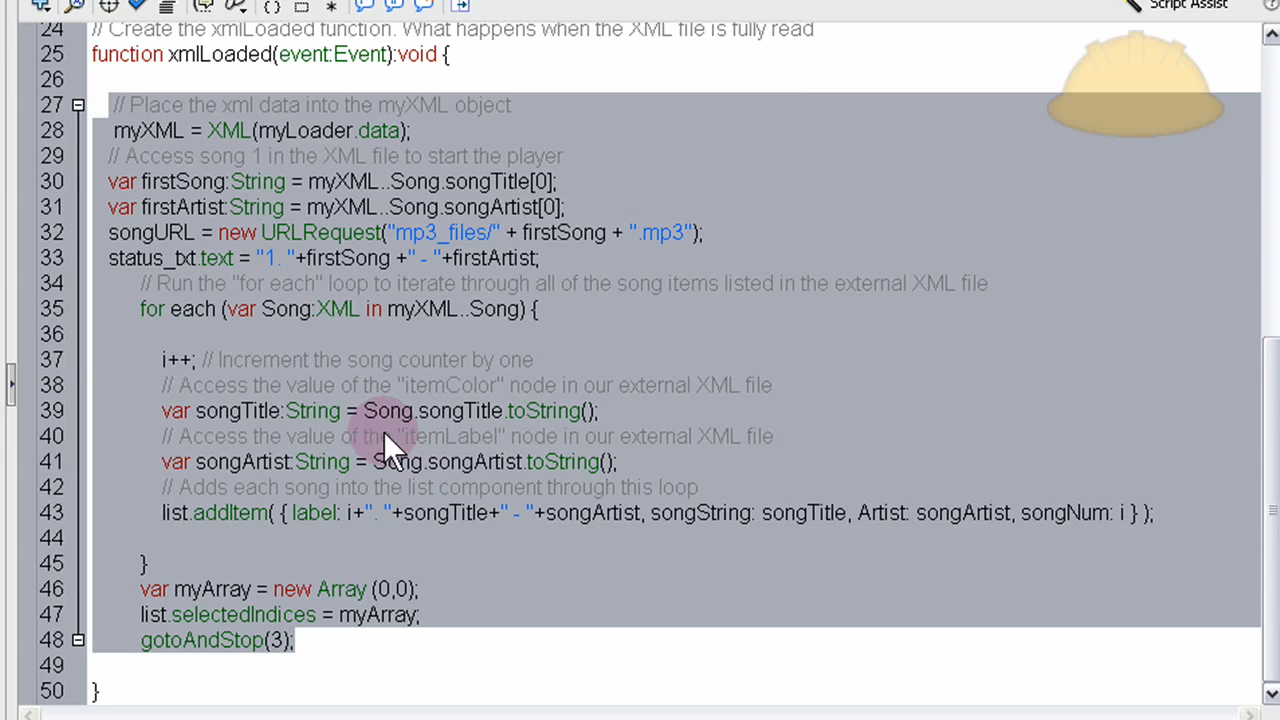 Script Assist
24 // Create the xmlLoaded function. What happens when the XML file is fully read
25 function xmlLoaded(event:Event):void {
26
27 // Place the xml data into the myXML object
28 myXML = XML(myLoader.data);
29 // Access song 1 in the XML file to start the player
30 var firstSong:String = myXML..Song.songTitle[0];
31 var firstArtist:String = myXML..Song.songArtist[0];
32 songURL = new URLRequest("mp3_files/" + firstSong + ".mp3");
33 status_txt.text = "1. "+firstSong +" - "+firstArtist;
34 // Run the "for each" loop to iterate through all of the song items listed in the external XML file
35 for each (var Song:XML in myXML..Song) {
36
37 i++; // Increment the song counter by one
38 // Access the value of the "itemColor" node in our external XML file
39 var songTitle:String = Song.songTitle.toString();
40 // Access the value of the "itemLabel" node in our external XML file
41 var songArtist:String = Song.songArtist.toString();
42 // Adds each song into the list component through this loop
43 list.addItem( { label: i+". "+songTitle+" - "+songArtist, songString: songTitle, Artist: songArtist, songNum: i } );
44
45 }
46 var myArray = new Array (0,0);
47 list.selectedIndices = myArray;
48 gotoAndStop(3);
49
50 }